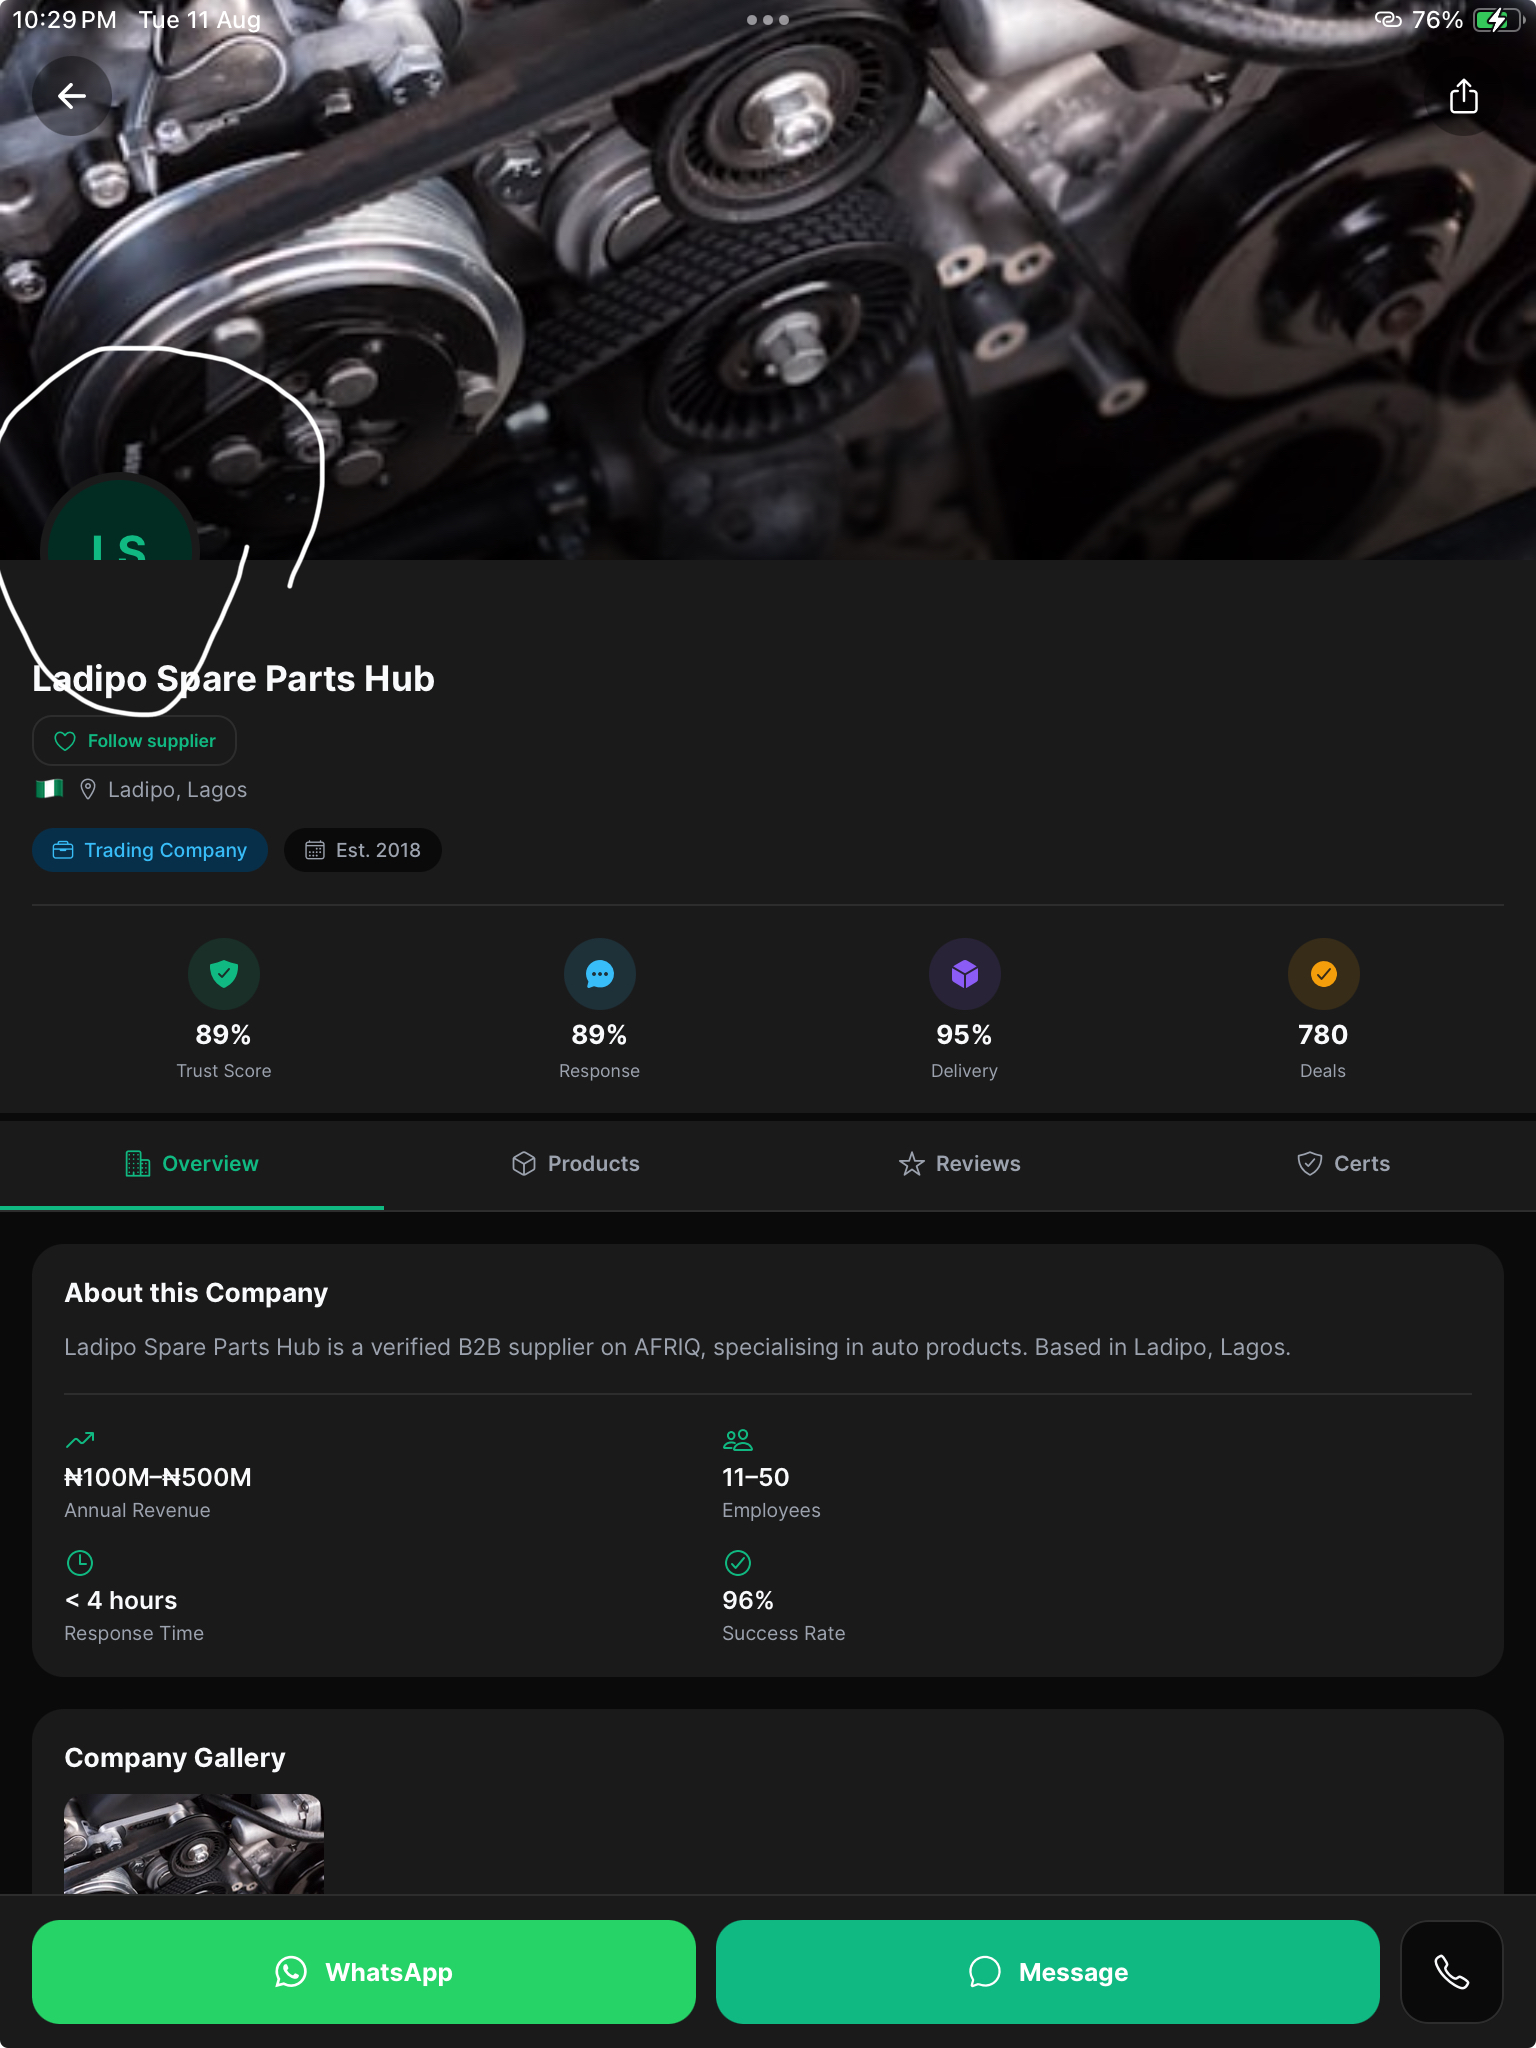 10:29 PM Tue 11 Aug
76%
LS
Ladipo Spare Parts Hub
Follow supplier
Ladipo, Lagos
Trading Company
Est. 2018
89%
89%
95%
780
Trust Score
Response
Delivery
Deals
Overview
Products
Reviews
Certs
About this Company
Ladipo Spare Parts Hub is a verified B2B supplier on AFRIQ, specialising in auto products. Based in Ladipo, Lagos.
₦100M–₦500M
Annual Revenue
11–50
Employees
< 4 hours
Response Time
96%
Success Rate
Company Gallery
WhatsApp
Message